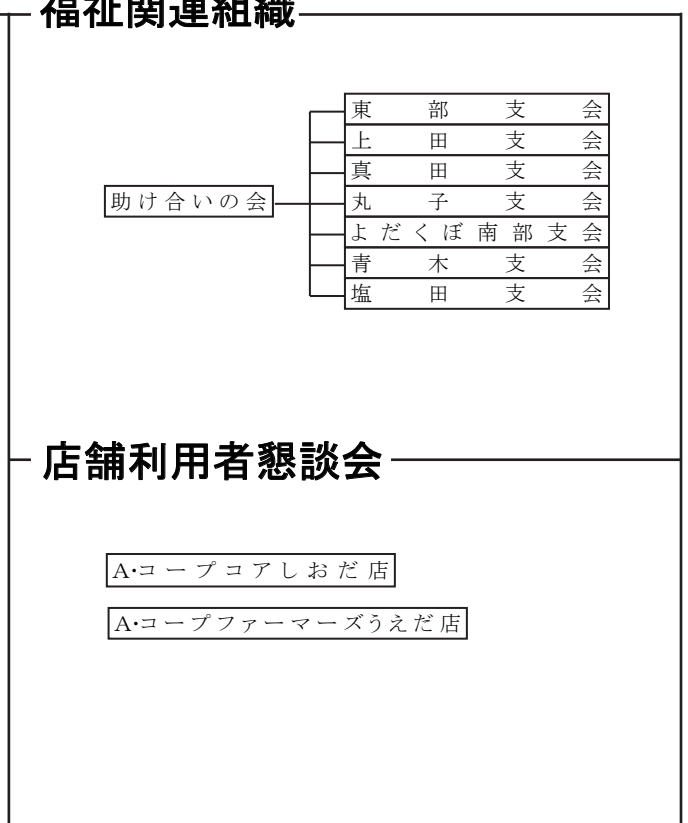 福祉関連組織
東部支会
上田支会
真田支会
助け合いの会
丸子支会
よだくぼ南部支会
青木支会
塩田支会
店舗利用者懇談会
A・コープコアしおだ店
A・コープファーマーズうえだ店